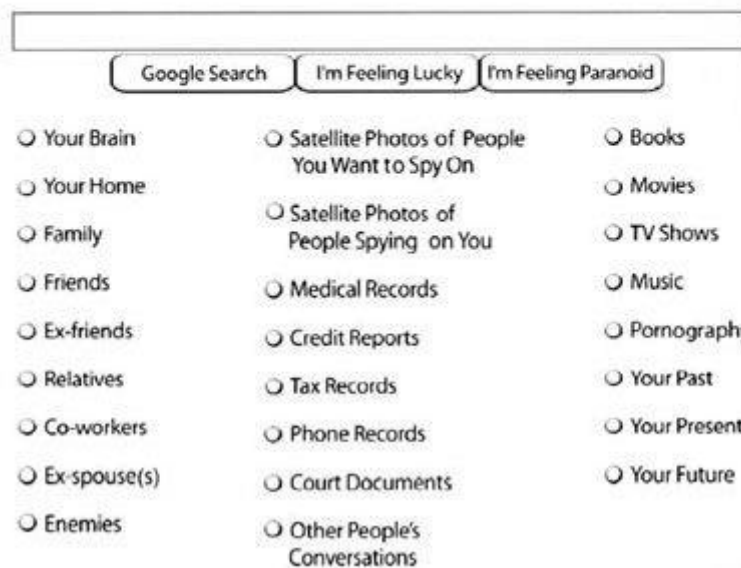 Google Search
I'm Feeling Lucky
I'm Feeling Paranoid
Your Brain
Your Home
Family
Friends
Ex-friends
Relatives
Co-workers
Ex-spouse(s)
Enemies
Satellite Photos of People
You Want to Spy On
Satellite Photos of
People Spying on You
Medical Records
Credit Reports
Tax Records
Phone Records
Court Documents
Other People's
Conversations
Books
Movies
TV Shows
Music
Pornograph
Your Past
Your Present
Your Future